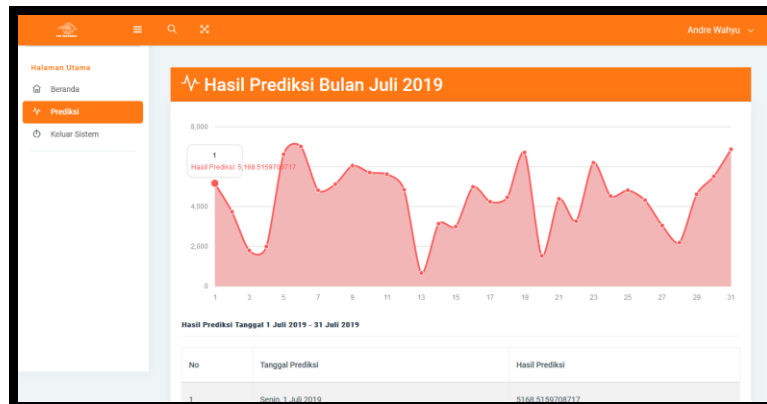 Andre Wahyu
Halaman Utama
Beranda
Prediksi
Keluar Sistem
Hasil Prediksi Bulan Juli 2019
8,000
1
Hasil Prediksi: 5,168.5159708717
4,000
2,000
0
1 3 5 7 9 11 13 15 17 19 21 23 25 27 29 31
Hasil Prediksi Tanggal 1 Juli 2019 - 31 Juli 2019
No Tanggal Prediksi Hasil Prediksi
1 Senin, 1 Juli 2019 5168.5159708717